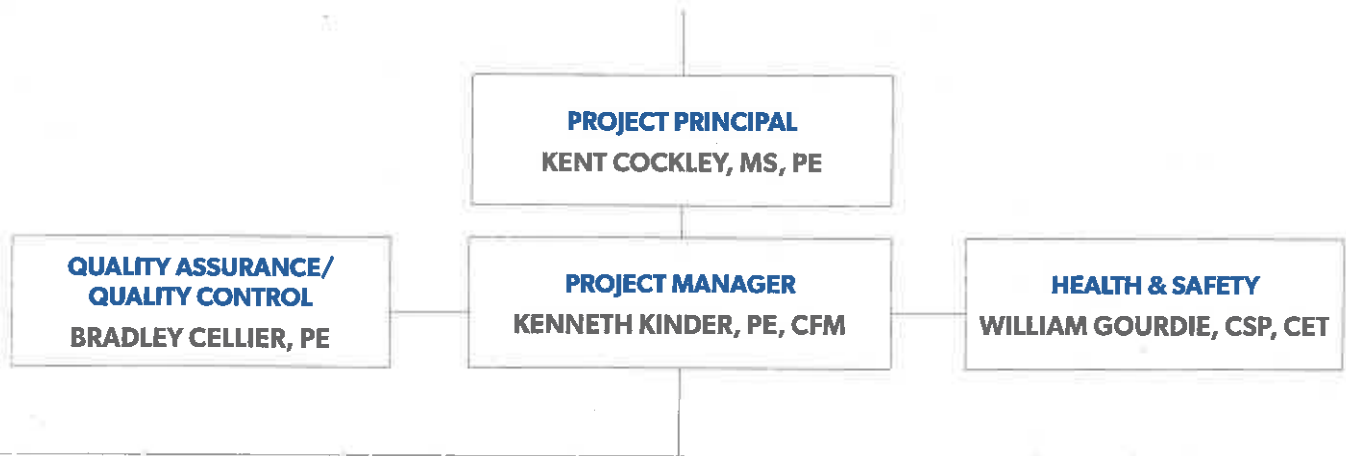 PROJECT PRINCIPAL
KENT COCKLEY, MS, PE
QUALITY ASSURANCE/
QUALITY CONTROL
BRADLEY CELLIER, PE
PROJECT MANAGER
KENNETH KINDER, PE, CFM
HEALTH & SAFETY
WILLIAM GOURDIE, CSP, CET